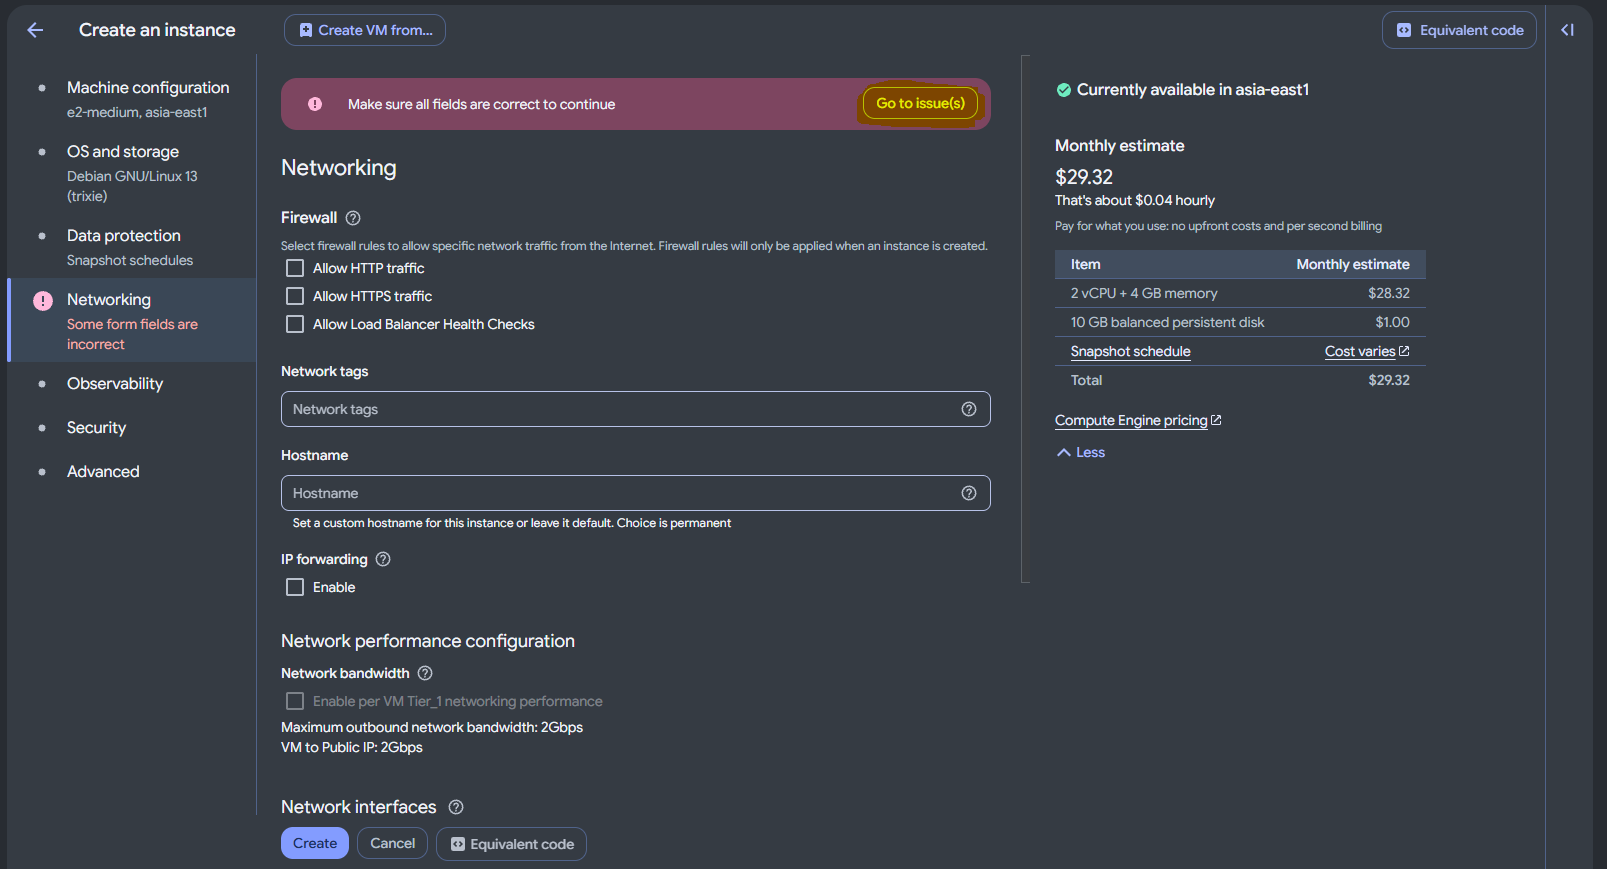 Create an instance
Create VM from...
Equivalent code
Machine configuration
e2-medium, asia-east1
OS and storage
Debian GNU/Linux 13
(trixie)
Data protection
Snapshot schedules
Networking
Some form fields are
incorrect
Observability
Security
Advanced
Make sure all fields are correct to continue
Go to issue(s)
Networking
Firewall
Select firewall rules to allow specific network traffic from the Internet. Firewall rules will only be applied when an instance is created.
Allow HTTP traffic
Allow HTTPS traffic
Allow Load Balancer Health Checks
Network tags
Network tags
Hostname
Hostname
Set a custom hostname for this instance or leave it default. Choice is permanent
IP forwarding
Enable
Network performance configuration
Network bandwidth
Enable per VM Tier_1 networking performance
Maximum outbound network bandwidth: 2Gbps
VM to Public IP: 2Gbps
Network interfaces
Create
Cancel
Equivalent code
Currently available in asia-east1
Monthly estimate
$29.32
That's about $0.04 hourly
Pay for what you use: no upfront costs and per second billing
Item Monthly estimate
2 vCPU + 4 GB memory $28.32
10 GB balanced persistent disk $1.00
Snapshot schedule Cost varies
Total $29.32
Compute Engine pricing
Less